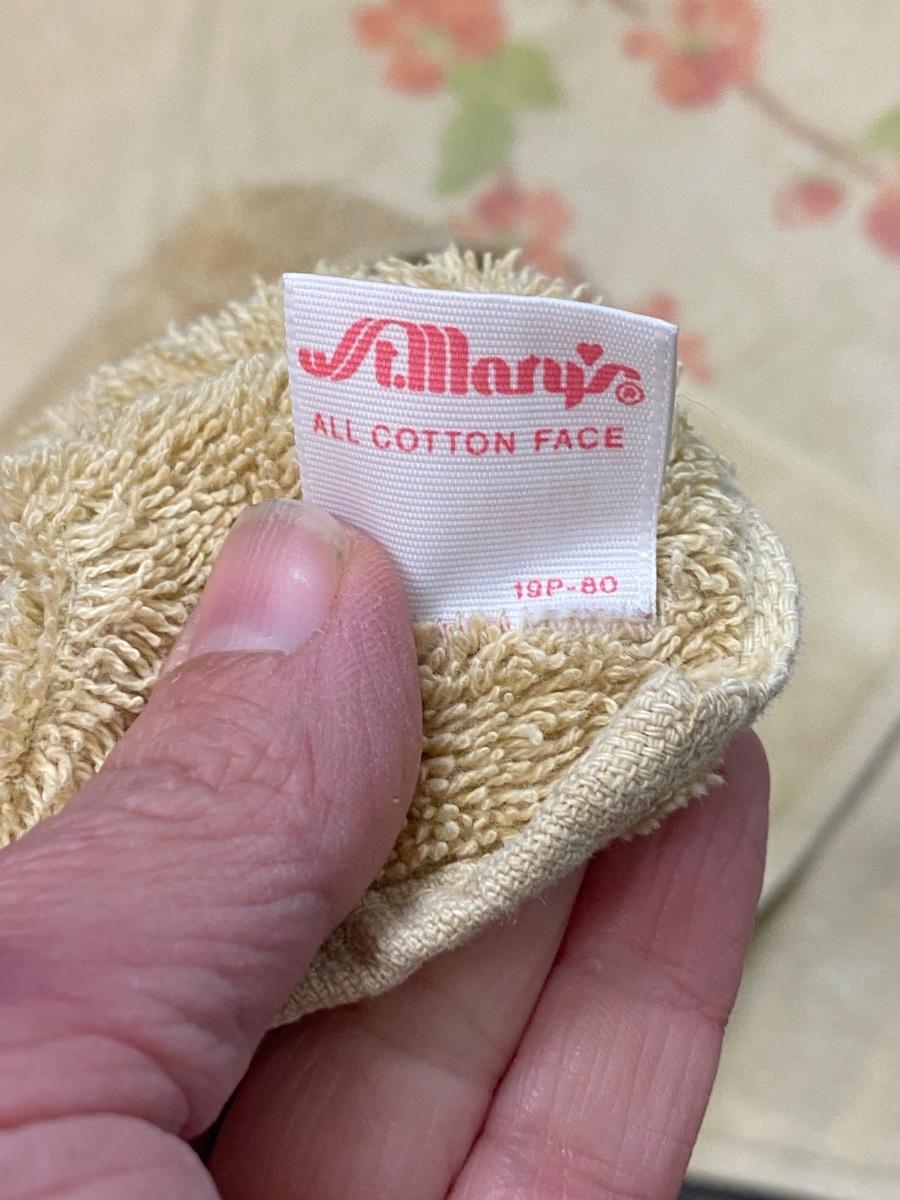 St.Mary's®
ALL COTTON FACE
19P-80